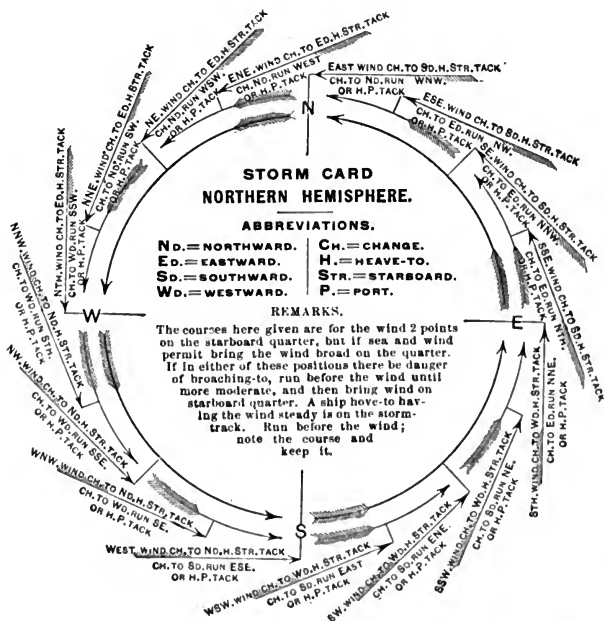 EAST WIND CH. TO SD. H. STR. TACK
CH. TO ND. RUN WNW.
OR H. P. TACK
ESE. WIND CH. TO SD. H. STR. TACK
CH. TO ED. RUN NW.
OR H. P. TACK
SE. WIND CH. TO SD. H. STR. TACK
CH. TO ED. RUN NNW.
OR H. P. TACK
SSE. WIND CH. TO SD. H. STR. TACK
CH. TO ED. RUN NTH.
OR H. P. TACK
STH. WIND CH. TO WD. H. STR. TACK
CH. TO ED. RUN NNE.
OR H. P. TACK
SSW. WIND CH. TO WD. H. STR. TACK
CH. TO SD. RUN NE.
OR H. P. TACK
SW. WIND CH. TO WD. H. STR. TACK
CH. TO SD. RUN ENE.
OR H. P. TACK
WSW. WIND CH. TO WD. H. STR. TACK
CH. TO SD. RUN EAST
OR H. P. TACK
WEST WIND CH. TO ND. H. STR. TACK
CH. TO SD. RUN ESE.
OR H. P. TACK
WNW. WIND CH. TO ND. H. STR. TACK
CH. TO WD. RUN SE.
OR H. P. TACK
NW. WIND CH. TO ND. H. STR. TACK
CH. TO WD. RUN SSE.
OR H. P. TACK
NNW. WIND CH. TO ND. H. STR. TACK
CH. TO WD. RUN STH.
OR H. P. TACK
NTH. WIND CH. TO ED. H. STR. TACK
CH. TO WD. RUN SSW.
OR H. P. TACK
NNE. WIND CH. TO ED. H. STR. TACK
CH. TO ND. RUN SW.
OR H. P. TACK
NE. WIND CH. TO ED. H. STR. TACK
CH. ND. RUN WSW.
OR H. P. TACK
ENE. WIND CH. TO ED. H. STR. TACK
CH. ND. RUN WEST
OR H. P. TACK
N
W
E
S
STORM CARD
NORTHERN HEMISPHERE.
ABBREVIATIONS.
ND.=NORTHWARD.
ED.=EASTWARD.
SD.=SOUTHWARD.
WD.=WESTWARD.
CH.=CHANGE.
H.=HEAVE-TO.
STR.=STARBOARD.
P.=PORT.
REMARKS.
The courses here given are for the wind 2 points
on the starboard quarter, but if sea and wind
permit bring the wind broad on the quarter.
If in either of these positions there be danger
of broaching-to, run before the wind until
more moderate, and then bring wind on
starboard quarter. A ship hove-to hav-
ing the wind steady is on the storm-
track. Run before the wind;
note the course and
keep it.